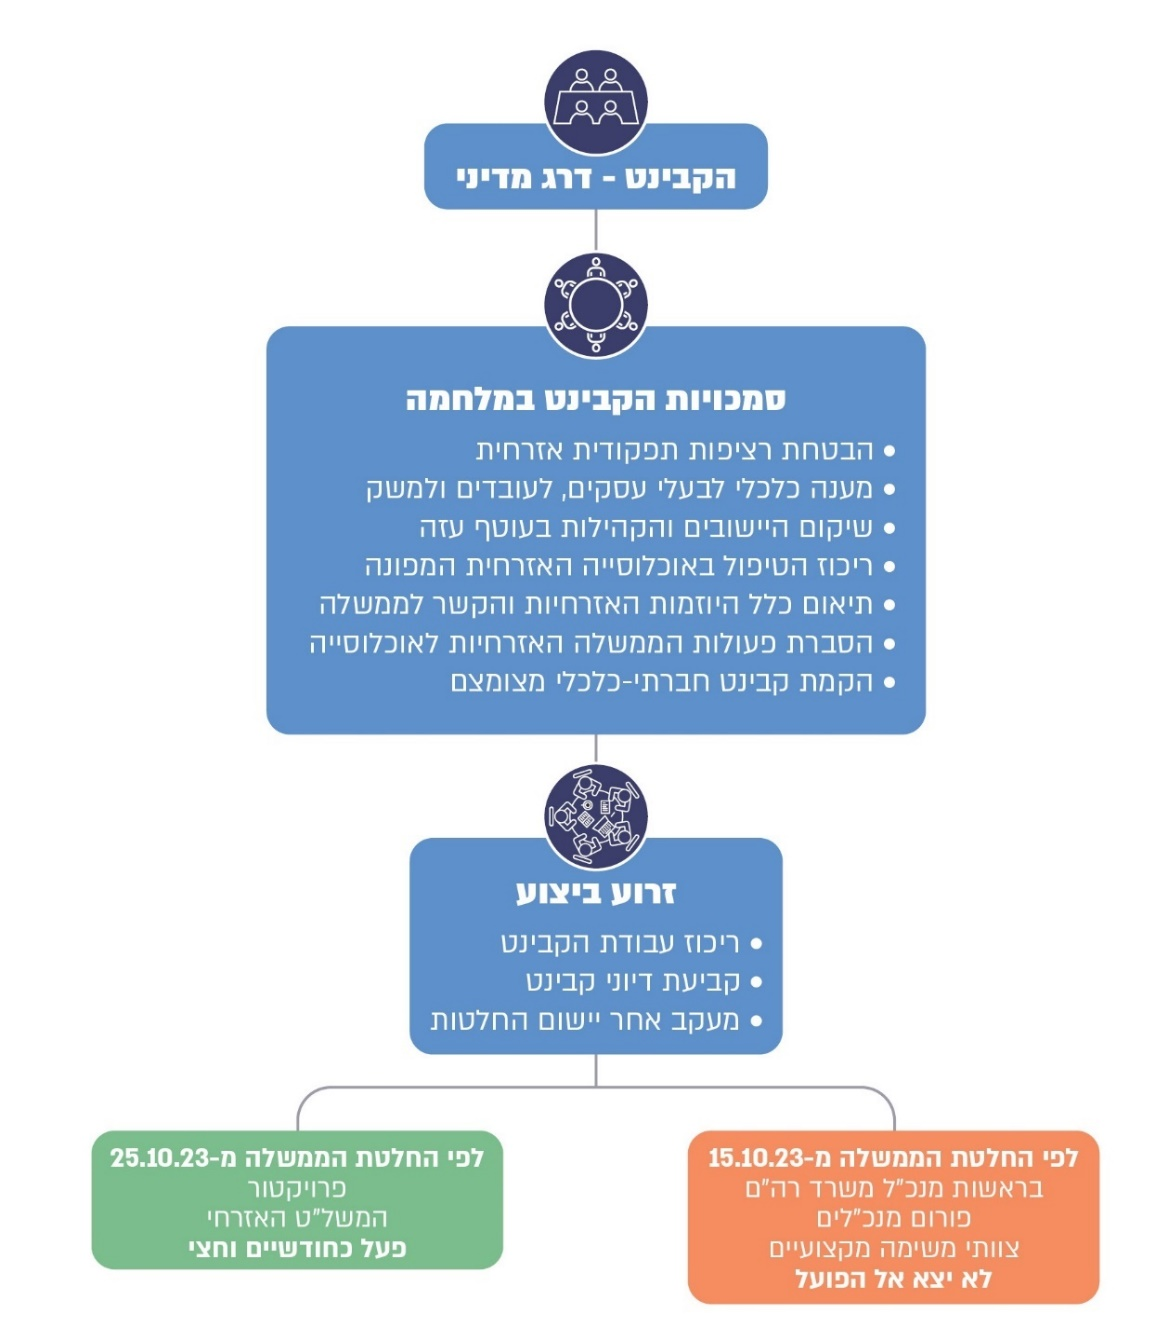 הקבינט - דרג מדיני
סמכויות הקבינט במלחמה
• הבטחת רציפות תפקודית אזרחית
• מענה כלכלי לבעלי עסקים, לעובדים ולמשק
• שיקום היישובים והקהילות בעוטף עזה
• ריכוז הטיפול באוכלוסייה האזרחית המפונה
• תיאום כלל היוזמות האזרחיות והקשר לממשלה
• הסברת פעולות הממשלה האזרחיות לאוכלוסייה
• הקמת קבינט חברתי-כלכלי מצומצם
זרוע ביצוע
• ריכוז עבודת הקבינט
• קביעת דיוני קבינט
• מעקב אחר יישום החלטות
לפי החלטת הממשלה מ-15.10.23
בראשות מנכ"ל משרד רה"ם
פורום מנכ"לים
צוותי משימה מקצועיים
לא יצא אל הפועל
לפי החלטת הממשלה מ-25.10.23
פרויקטור
המשל"ט האזרחי
פעל כחודשיים וחצי